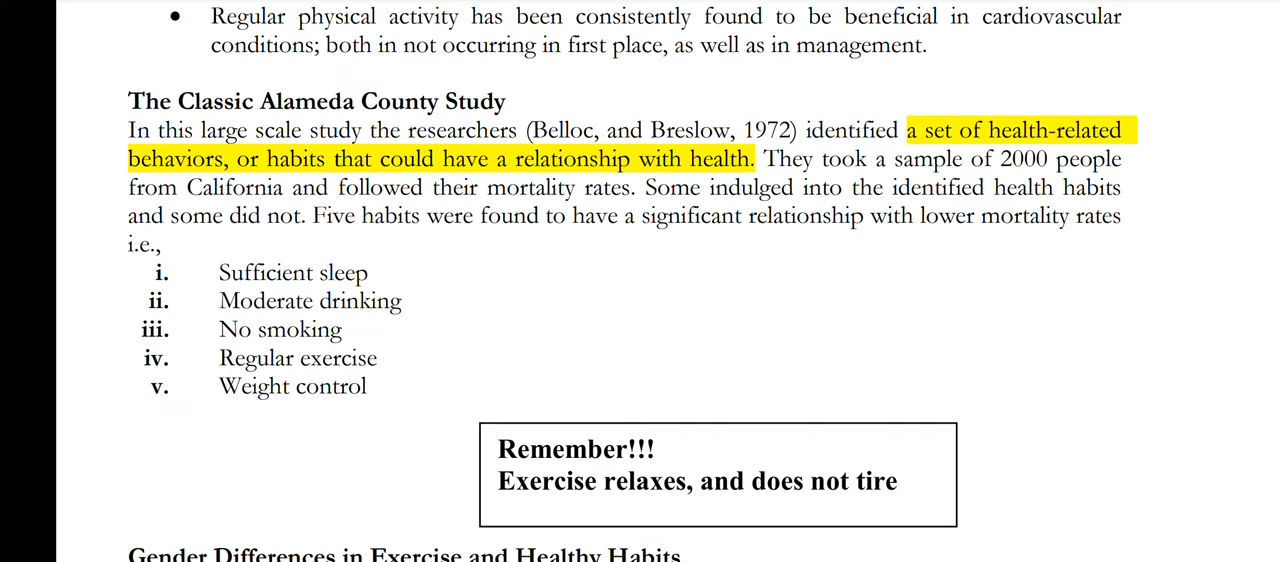 • Regular physical activity has been consistently found to be beneficial in cardiovascular
conditions; both in not occurring in first place, as well as in management.
The Classic Alameda County Study
In this large scale study the researchers (Belloc, and Breslow, 1972) identified a set of health-related
behaviors, or habits that could have a relationship with health. They took a sample of 2000 people
from California and followed their mortality rates. Some indulged into the identified health habits
and some did not. Five habits were found to have a significant relationship with lower mortality rates
i.e.,
i. Sufficient sleep
ii. Moderate drinking
iii. No smoking
iv. Regular exercise
v. Weight control
Remember!!!
Exercise relaxes, and does not tire
Gender Differences in Exercise and Healthy Habits